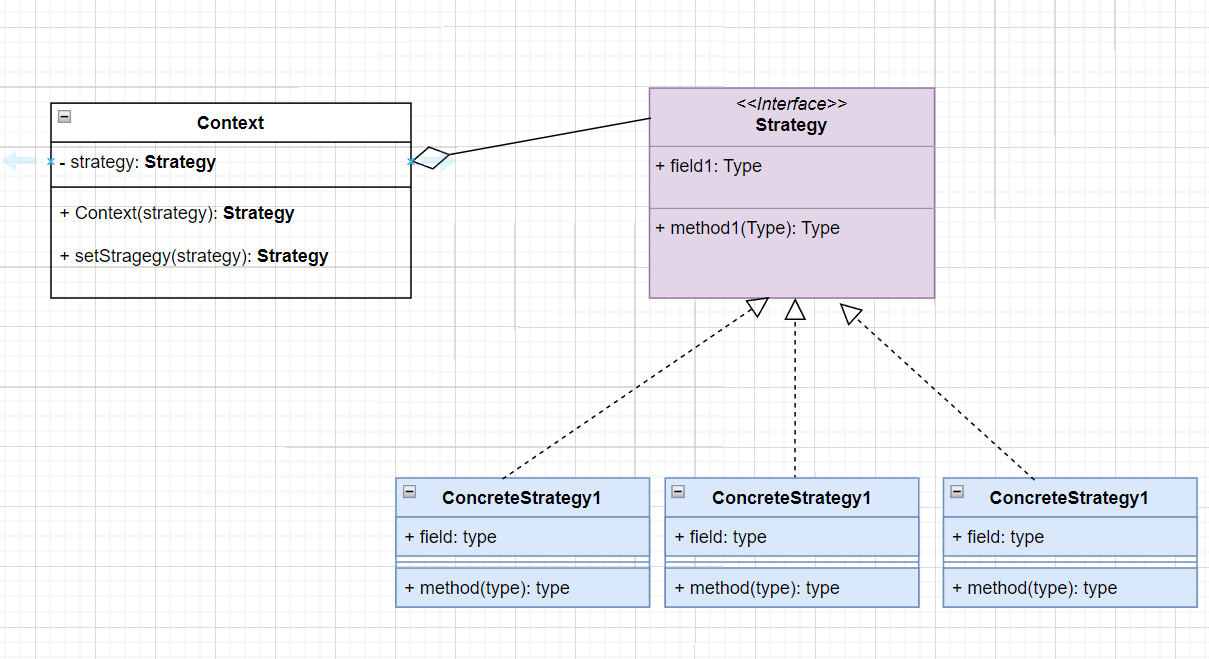 Context
- strategy: Strategy
+ Context(strategy): Strategy
+ setStragegy(strategy): Strategy
<<Interface>>
Strategy
+ field1: Type
+ method1(Type): Type
ConcreteStrategy1
+ field: type
+ method(type): type
ConcreteStrategy1
+ field: type
+ method(type): type
ConcreteStrategy1
+ field: type
+ method(type): type